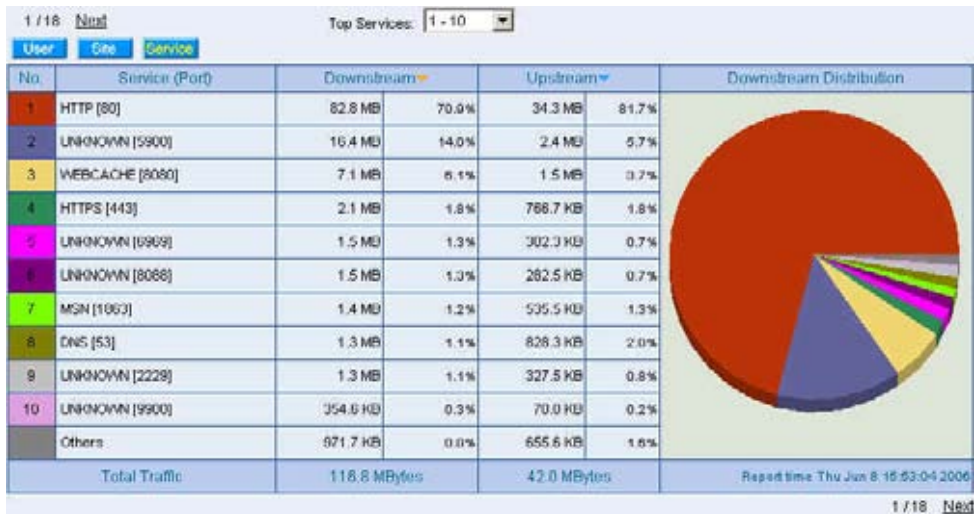 1 / 18 Next Top Services: 1 - 10
User Site Service
No. Service (Port) Downstream Upstream Downstream Distribution
1 HTTP [80] 82.8 MB 70.9% 34.3 MB 81.7%
2 UNKNOWN [5900] 16.4 MB 14.0% 2.4 MB 5.7%
3 WEBCACHE [8080] 7.1 MB 6.1% 1.5 MB 3.7%
4 HTTPS [443] 2.1 MB 1.8% 766.7 KB 1.8%
5 UNKNOWN [6969] 1.5 MB 1.3% 302.3 KB 0.7%
6 UNKNOWN [8088] 1.5 MB 1.3% 282.5 KB 0.7%
7 MSN [1863] 1.4 MB 1.2% 535.5 KB 1.3%
8 DNS [53] 1.3 MB 1.1% 828.3 KB 2.0%
9 UNKNOWN [2229] 1.3 MB 1.1% 327.5 KB 0.8%
10 UNKNOWN [9900] 354.6 KB 0.3% 70.0 KB 0.2%
Others 971.7 KB 655.6 KB 1.6%
Total Traffic 116.8 MBytes 42.0 MBytes Report time Thu Jun 8 2006
1 / 18 Next